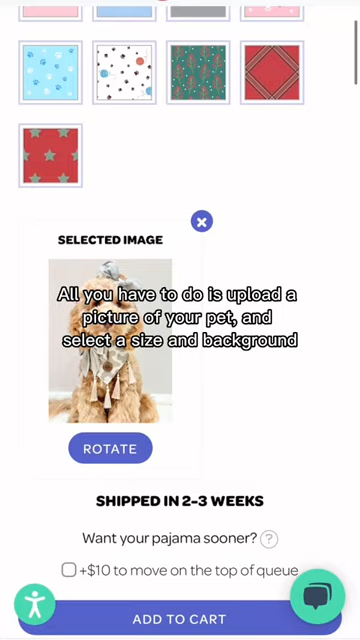 SELECTED IMAGE
All you have to do is upload a
picture of your pet, and
select a size and background
ROTATE
SHIPPED IN 2-3 WEEKS
Want your pajama sooner? ?
+$10 to move on the top of queue
ADD TO CART